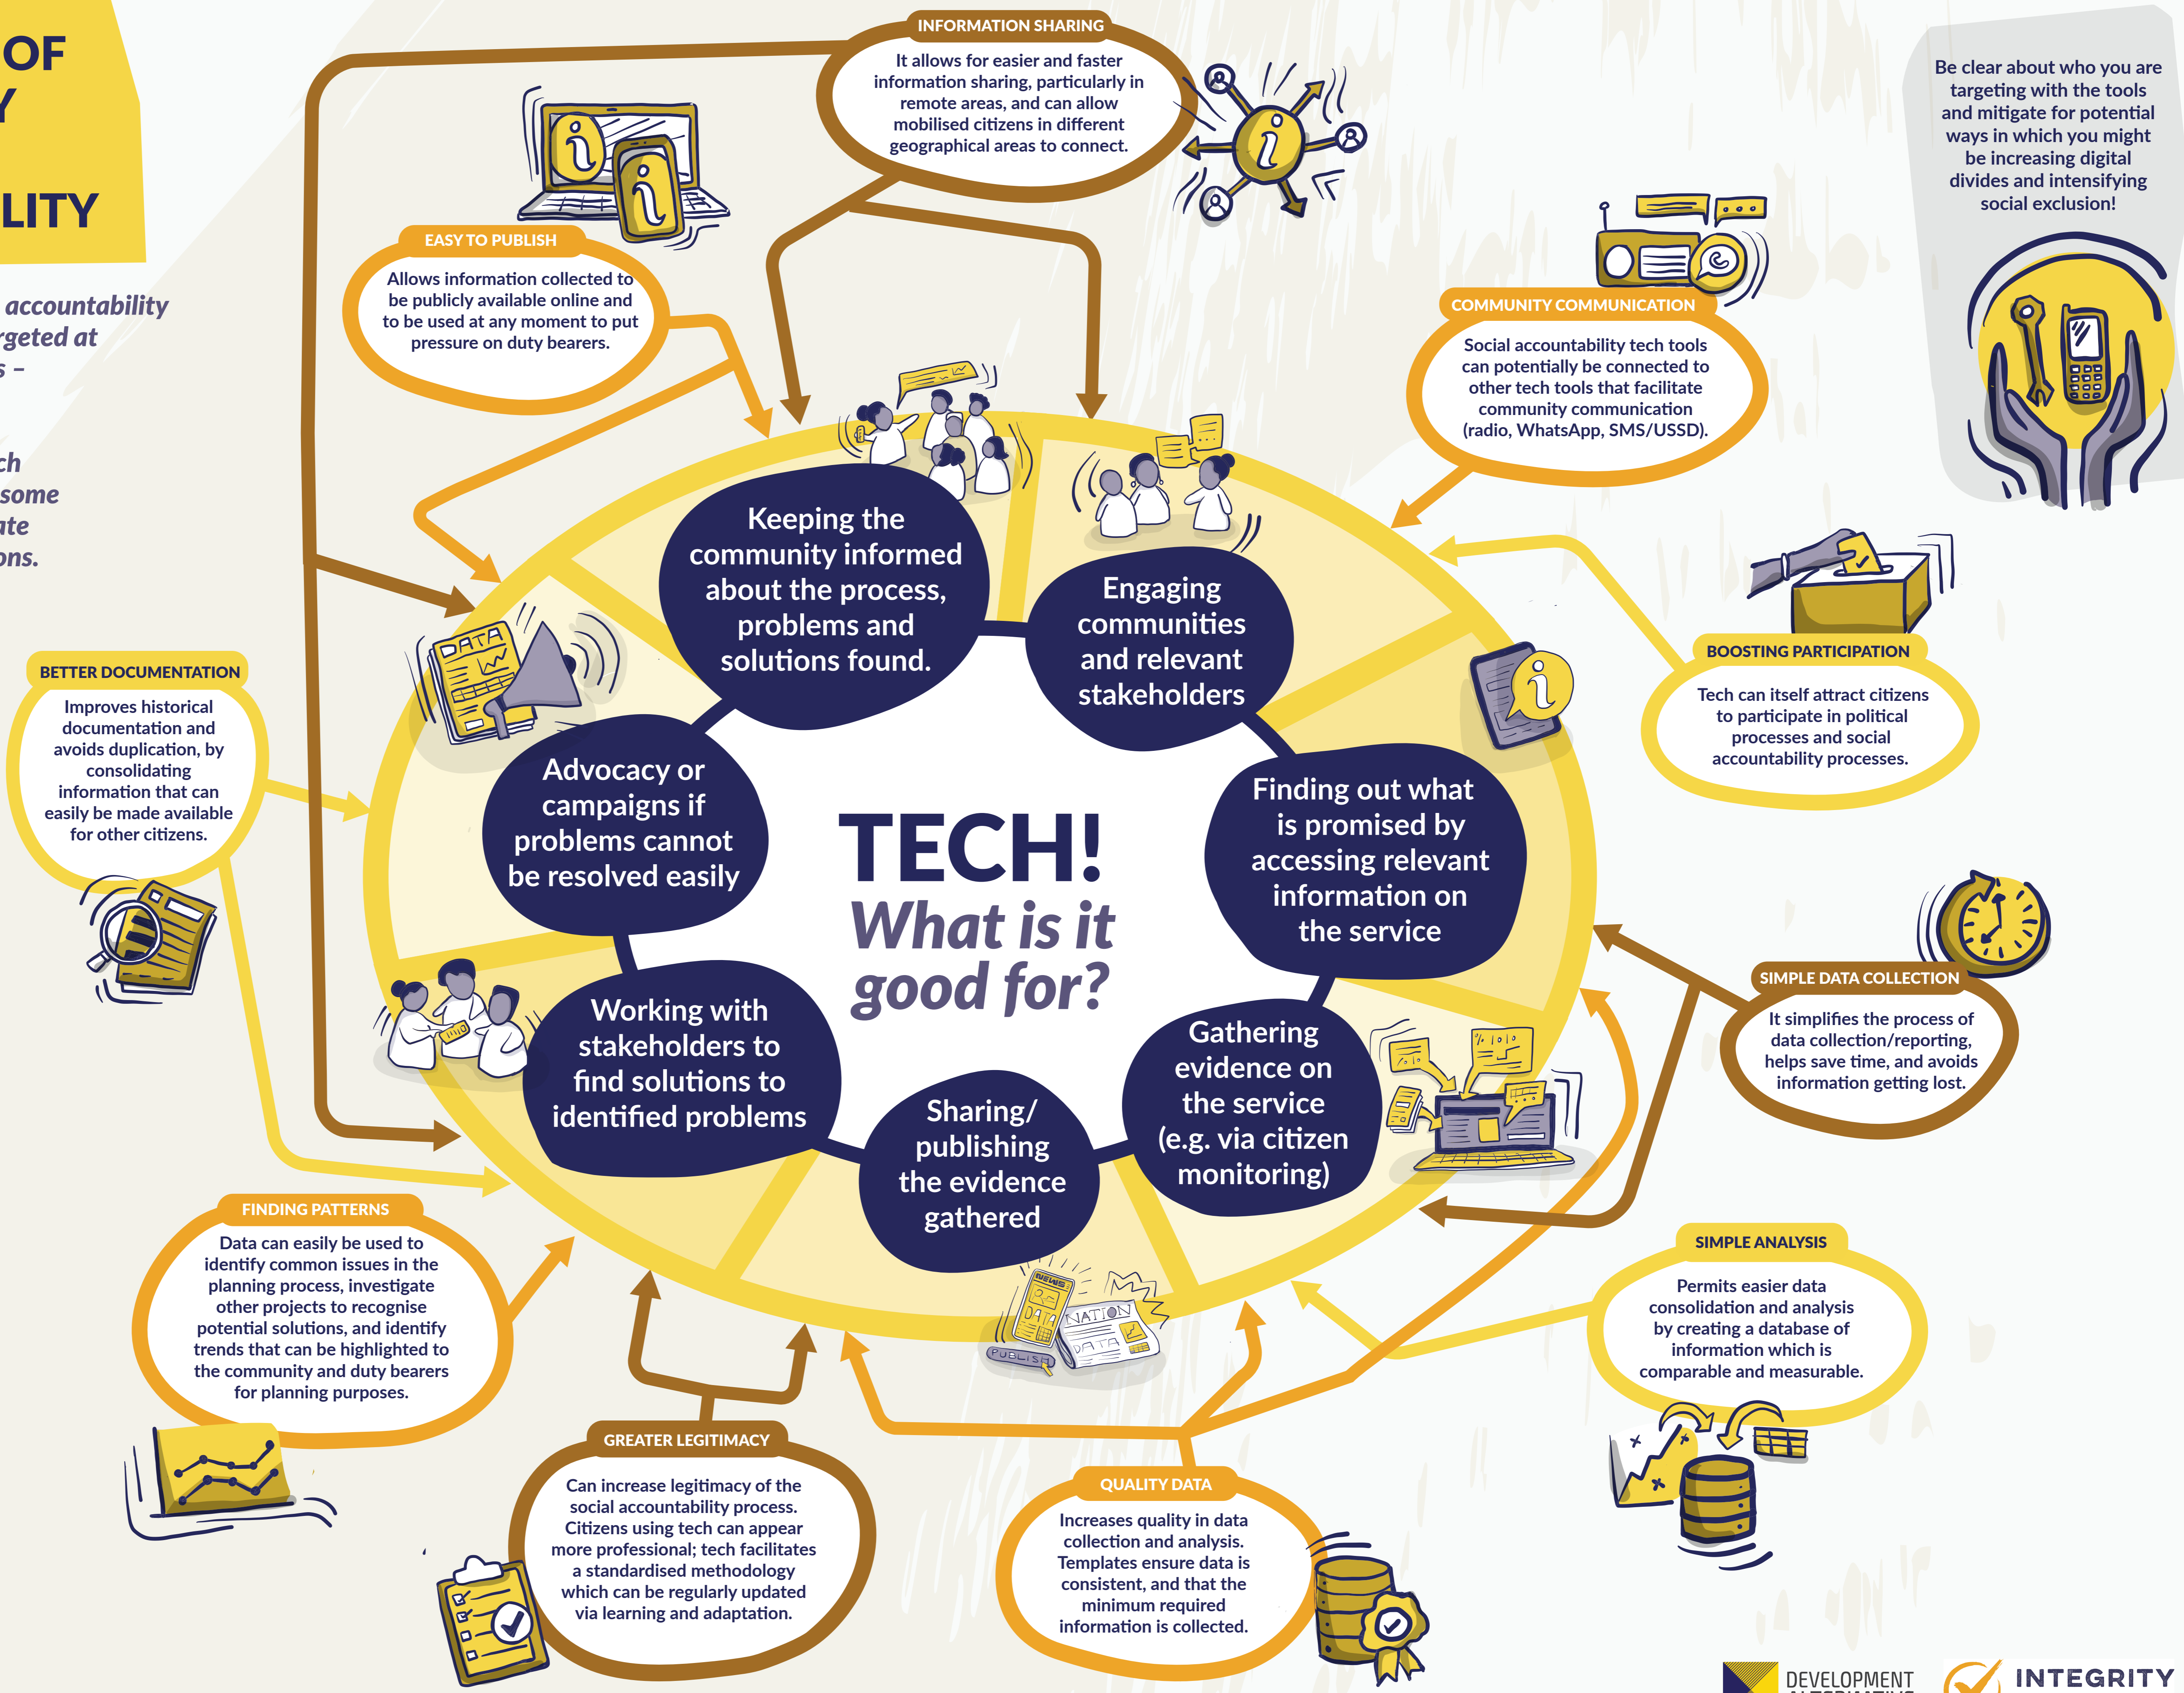 OF
Y
LITY
accountability
rgeted at
s –
ch
some
ate
ons.
INFORMATION SHARING
It allows for easier and faster
information sharing, particularly in
remote areas, and can allow
mobilised citizens in different
geographical areas to connect.
Be clear about who you are
targeting with the tools
and mitigate for potential
ways in which you might
be increasing digital
divides and intensifying
social exclusion!
EASY TO PUBLISH
Allows information collected to
be publicly available online and
to be used at any moment to put
pressure on duty bearers.
COMMUNITY COMMUNICATION
Social accountability tech tools
can potentially be connected to
other tech tools that facilitate
community communication
(radio, WhatsApp, SMS/USSD).
Keeping the
community informed
about the process,
problems and
solutions found.
Engaging
communities
and relevant
stakeholders
BOOSTING PARTICIPATION
Tech can itself attract citizens
to participate in political
processes and social
accountability processes.
BETTER DOCUMENTATION
Improves historical
documentation and
avoids duplication, by
consolidating
information that can
easily be made available
for other citizens.
DATA
Advocacy or
campaigns if
problems cannot
be resolved easily
TECH!
What is it
good for?
Finding out what
is promised by
accessing relevant
information on
the service
SIMPLE DATA COLLECTION
It simplifies the process of
data collection/reporting,
helps save time, and avoids
information getting lost.
Working with
stakeholders to
find solutions to
identified problems
Sharing/
publishing
the evidence
gathered
Gathering
evidence on
the service
(e.g. via citizen
monitoring)
FINDING PATTERNS
Data can easily be used to
identify common issues in the
planning process, investigate
other projects to recognise
potential solutions, and identify
trends that can be highlighted to
the community and duty bearers
for planning purposes.
NEWS
DATA
NATION
DATA
PUBLISH
SIMPLE ANALYSIS
Permits easier data
consolidation and analysis
by creating a database of
information which is
comparable and measurable.
GREATER LEGITIMACY
Can increase legitimacy of the
social accountability process.
Citizens using tech can appear
more professional; tech facilitates
a standardised methodology
which can be regularly updated
via learning and adaptation.
QUALITY DATA
Increases quality in data
collection and analysis.
Templates ensure data is
consistent, and that the
minimum required
information is collected.
DEVELOPMENT
INTEGRITY